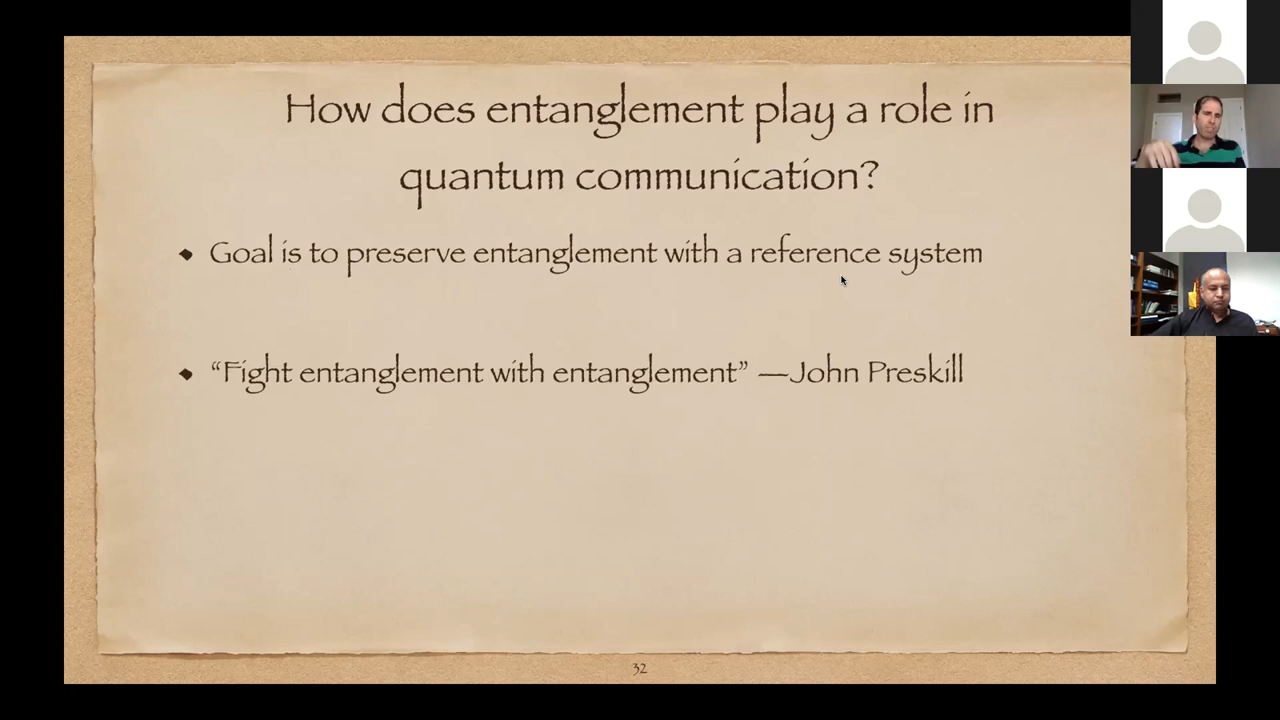 How does entanglement play a role in
quantum communication?
◆ Goal is to preserve entanglement with a reference system
◆ “Fight entanglement with entanglement” —John Preskill
32